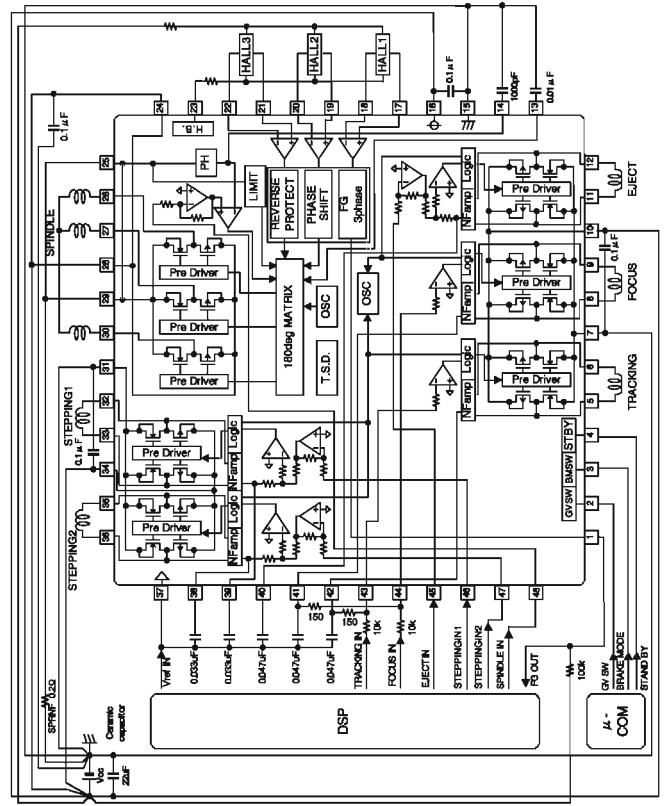 HALL3
HALL2
HALL1
0.1μF
1000pF
0.01μF
0.1μF
24
23
22
21
20
19
18
17
16
15
14
13
H.B.
25
26
27
28
29
30
31
32
33
34
35
36
SPINDLE
PH
LIMIT
REVERSE PROTECT
PHASE SHIFT
FG 3phase
Logic
NFamp
Pre Driver
12
11
EJECT
10
0.1μF
Pre Driver
Pre Driver
Pre Driver
180deg MATRIX
OSC
T.S.D.
OSC
Logic
NFamp
Pre Driver
9
8
FOCUS
7
Logic
NFamp
Pre Driver
6
5
TRACKING
STEPPING1
0.1μF
STEPPING2
Pre Driver
Logic
NFamp
Pre Driver
Logic
NFamp
GVSW
BMSW
STBY
4
3
2
1
37
38
39
40
41
42
43
44
45
46
47
48
150
150
10k
10k
Vref IN
0.033uF
0.033uF
0.047uF
0.047uF
0.047uF
TRACKING IN
FOCUS IN
EJECT IN
STEPPINGIN1
STEPPINGIN2
SPINDLE IN
FG OUT
100k
GV SW
BRAKE MODE
STAND BY
SPRNF 0.2Ω
Ceramic capacitor
Vcc
22uF
DSP
μ-COM